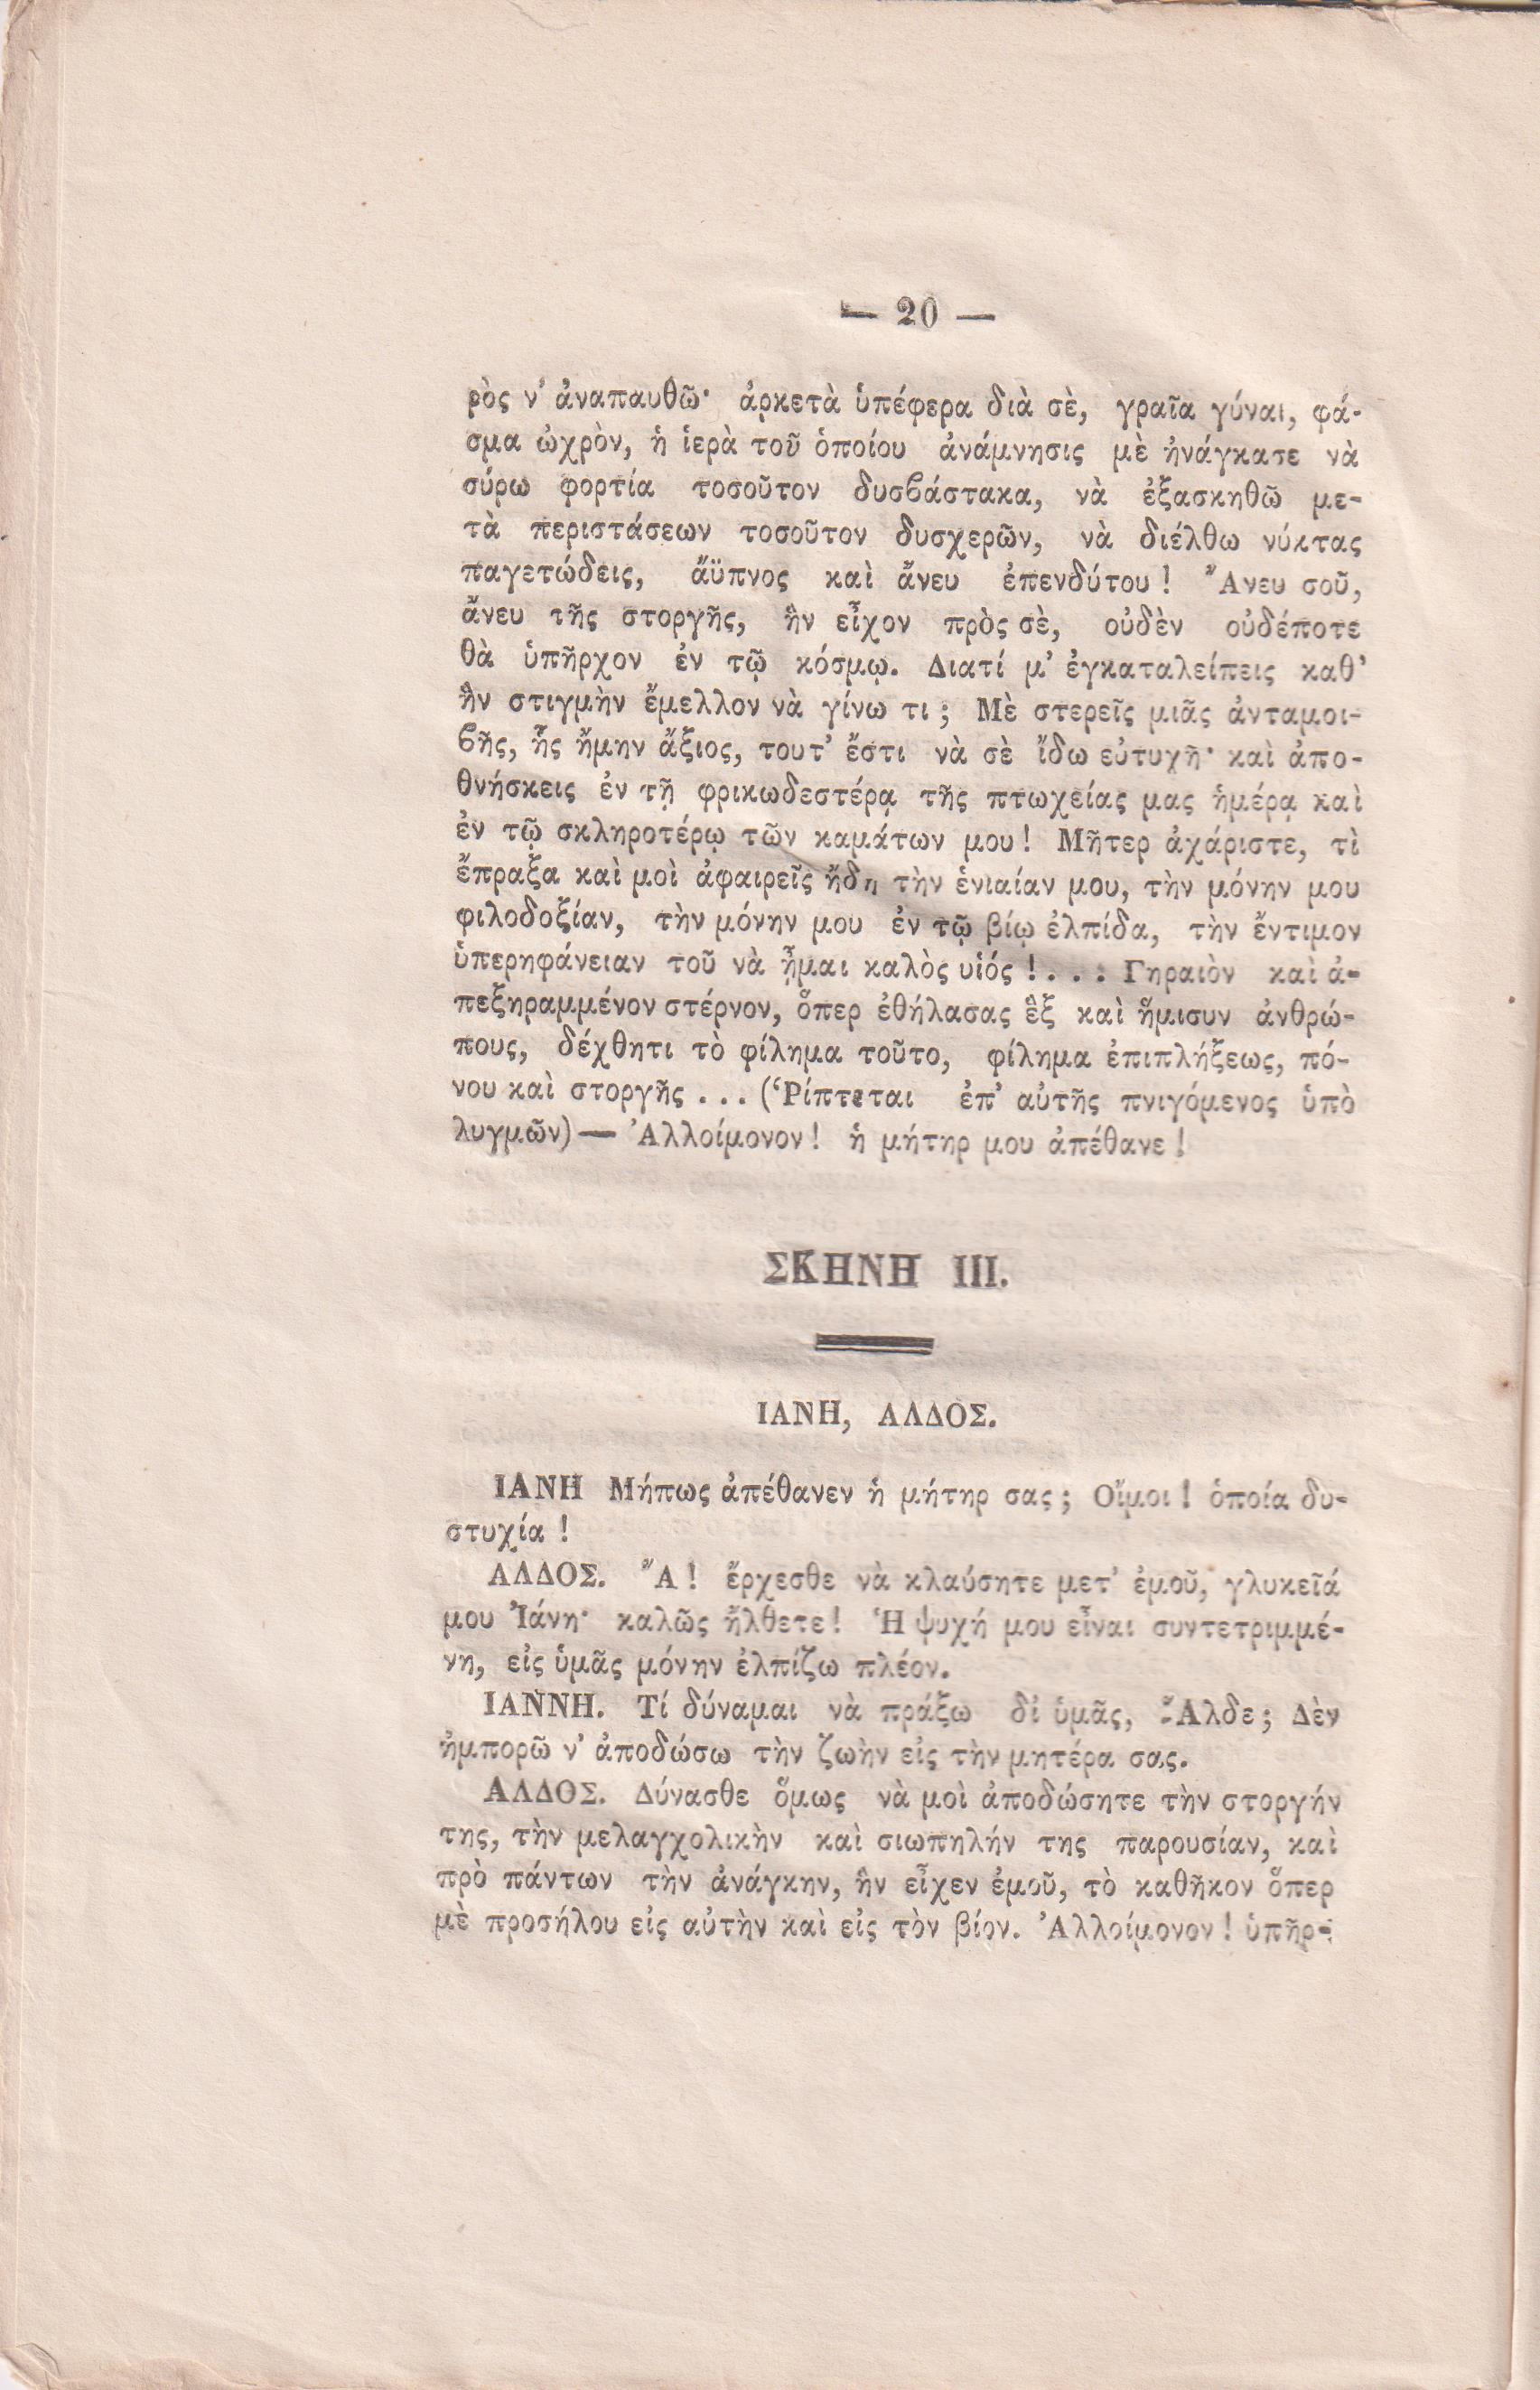 — 20 —
ρὸς ν' ἀναπαυθῶ· ἀρκετὰ ὑπέφερα διὰ σὲ, γραῖα γύναι, φά-
σμα ὠχρὸν, ἡ ἱερὰ τοῦ ὁποίου ἀνάμνησις μὲ ἠνάγκασε νὰ
σύρω φορτία τοσοῦτον δυσβάστακα, νὰ ἐξασκηθῶ με-
τὰ περιστάσεων τοσοῦτον δυσχερῶν, νὰ διέλθω νύκτας
παγετώδεις, ἄϋπνος καὶ ἄνευ ἐπενδύτου! Ἄνευ σοῦ,
ἄνευ τῆς στοργῆς, ἣν εἶχον πρὸς σὲ, οὐδὲν οὐδέποτε
θὰ ὑπῆρχον ἐν τῷ κόσμῳ. Διατί μ' ἐγκαταλείπεις καθ'
ἣν στιγμὴν ἔμελλον νὰ γίνω τι; Μὲ στερεῖς μιᾶς ἀνταμοι-
βῆς, ἧς ἤμην ἄξιος, τουτ' ἔστι νὰ σὲ ἴδω εὐτυχῆ· καὶ ἀπο-
θνήσκεις ἐν τῇ φρικωδεστέρᾳ τῆς πτωχείας μας ἡμέρᾳ καὶ
ἐν τῷ σκληροτέρῳ τῶν καμάτων μου! Μῆτερ ἀχάριστε, τὶ
ἔπραξα καὶ μοὶ ἀφαιρεῖς ἤδη τὴν ἑνιαίαν μου, τὴν μόνην μου
φιλοδοξίαν, τὴν μόνην μου ἐν τῷ βίῳ ἐλπίδα, τὴν ἔντιμον
ὑπερηφάνειαν τοῦ νὰ ᾖμαι καλὸς υἱός!... Γηραιὸν καὶ ἀ-
πεξηραμμένον στέρνον, ὅπερ ἐθήλασας ἓξ καὶ ἥμισυν ἀνθρώ-
πους, δέχθητι τὸ φίλημα τοῦτο, φίλημα ἐπιπλήξεως, πό-
νου καὶ στοργῆς ... (Ῥίπτεται ἐπ' αὐτῆς πνιγόμενος ὑπὸ
λυγμῶν)— Ἀλλοίμονον! ἡ μήτηρ μου ἀπέθανε!
ΣΚΗΝΗ ΙΙΙ.
ΙΑΝΗ, ΑΛΔΟΣ.
ΙΑΝΗ Μήπως ἀπέθανεν ἡ μήτηρ σας; Οἴμοι! ὁποία δυ-
στυχία!
ΑΛΔΟΣ. Ἄ! ἔρχεσθε νὰ κλαύσητε μετ' ἐμοῦ, γλυκεῖά
μου Ἰάνη· καλῶς ἤλθετε! Ἡ ψυχή μου εἶναι συντετριμμέ-
νη, εἰς ὑμᾶς μόνην ἐλπίζω πλέον.
ΙΑΝΝΗ. Τί δύναμαι νὰ πράξω δἰ ὑμᾶς, Ἄλδε; Δὲν
ἠμπορῶ ν' ἀποδώσω τὴν ζωὴν εἰς τὴν μητέρα σας.
ΑΛΔΟΣ. Δύνασθε ὅμως νὰ μοὶ ἀποδώσητε τὴν στοργήν
της, τὴν μελαγχολικὴν καὶ σιωπηλήν της παρουσίαν, καὶ
πρὸ πάντων τὴν ἀνάγκην, ἣν εἶχεν ἐμοῦ, τὸ καθῆκον ὅπερ
μὲ προσήλου εἰς αὐτὴν καὶ εἰς τὸν βίον. Ἀλλοίμονον! ὑπῆρ-